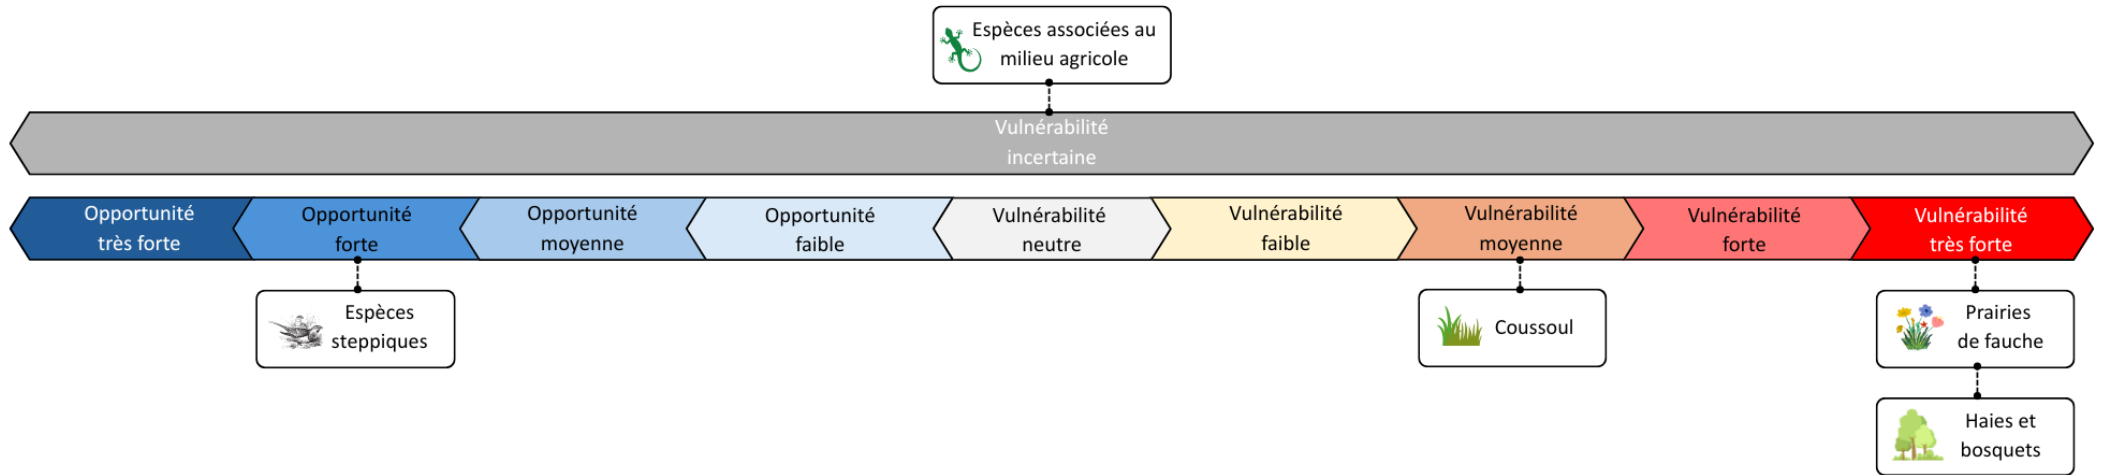 Espèces associées au
milieu agricole
Vulnérabilité
incertaine
Opportunité
très forte
Opportunité
forte
Opportunité
moyenne
Opportunité
faible
Vulnérabilité
neutre
Vulnérabilité
faible
Vulnérabilité
moyenne
Vulnérabilité
forte
Vulnérabilité
très forte
Espèces
steppiques
Coussoul
Prairies
de fauche
Haies et
bosquets